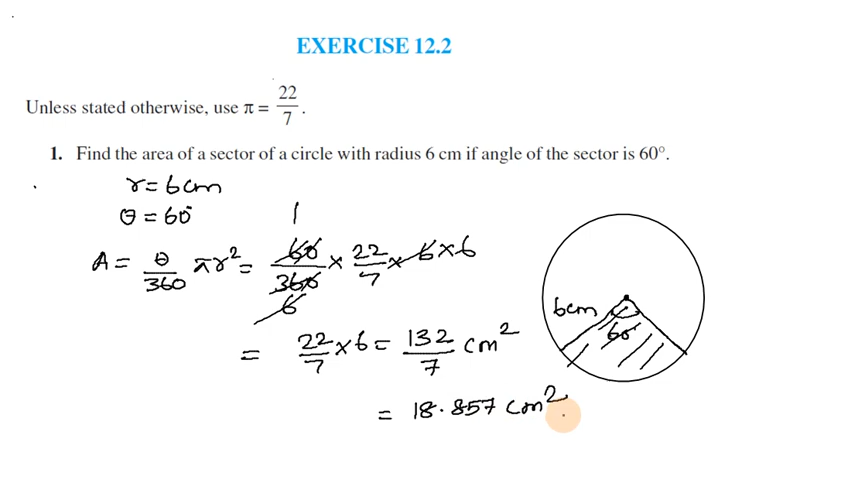 EXERCISE 12.2
Unless stated otherwise, use π = 22/7.
1. Find the area of a sector of a circle with radius 6 cm if angle of the sector is 60°.
r = 6cm
θ = 60°
A = θ/360 πr² = 60/360 × 22/7 × 6 × 6
1
6
= 22/7 × 6 = 132/7 cm²
= 18.857 cm²
6cm
60°